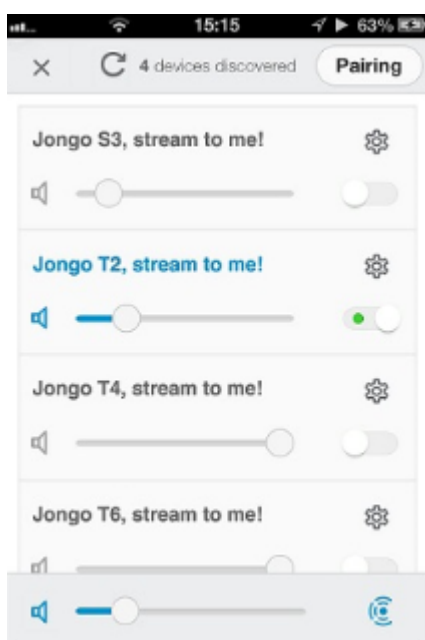 15:15 63%
4 devices discovered Pairing
Jongo S3, stream to me!
Jongo T2, stream to me!
Jongo T4, stream to me!
Jongo T6, stream to me!